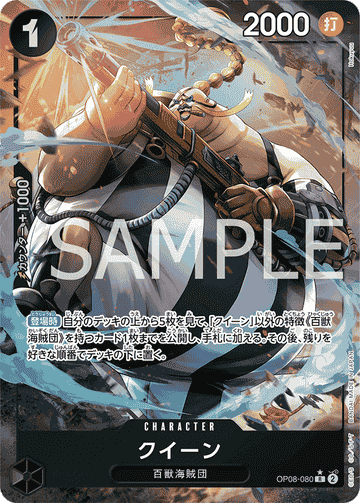 1
2000
打
カウンター+1000
SAMPLE
登場時 自分のデッキの上から5枚を見て、「クイーン」以外の特徴《百獣
海賊団》を持つカード1枚までを公開し、手札に加える。その後、残りを
好きな順番でデッキの下に置く。
CHARACTER
クイーン
百獣海賊団
OP08-080 R 2